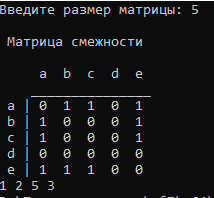 Введите размер матрицы: 5
Матрица смежности
a b c d e
_______________
a | 0 1 1 0 1
b | 1 0 0 0 1
c | 1 0 0 0 1
d | 0 0 0 0 0
e | 1 1 1 0 0
1 2 5 3